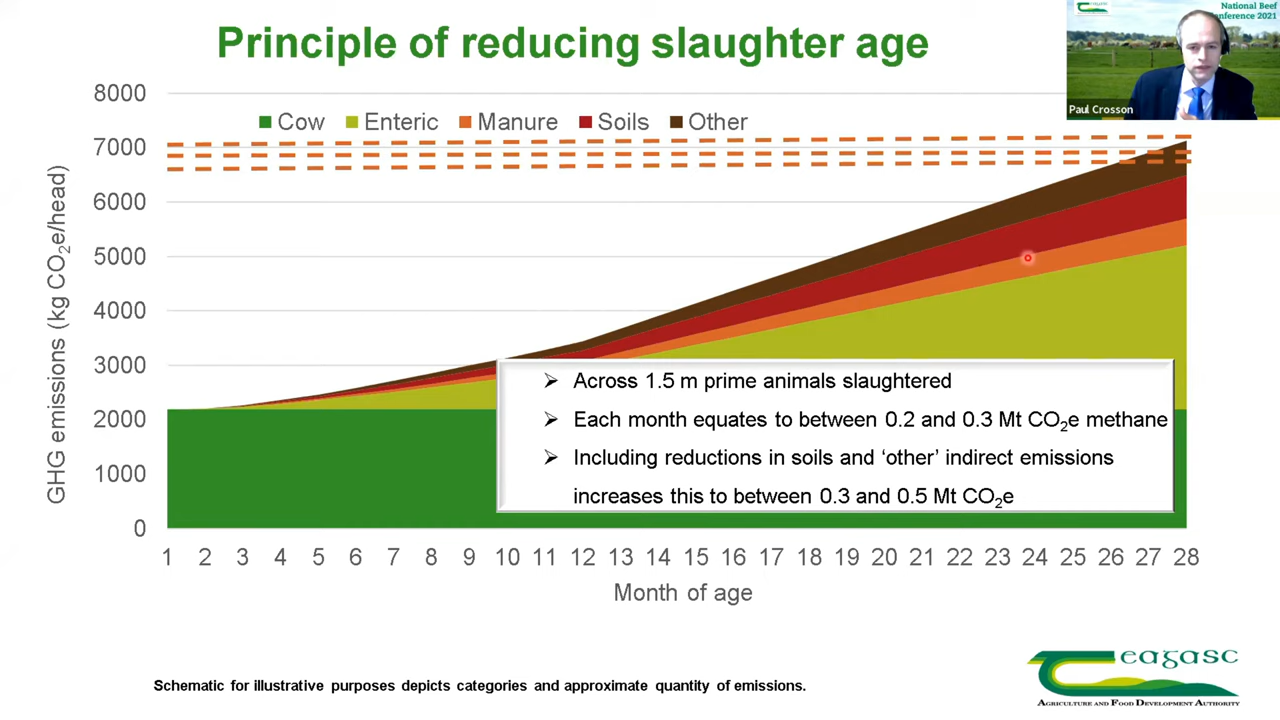 Principle of reducing slaughter age
National Beef
Conference 2021
Paul Crosson
8000
7000
6000
5000
4000
3000
2000
1000
0
GHG emissions (kg CO₂e/head)
Cow Enteric Manure Soils Other
➢ Across 1.5 m prime animals slaughtered
➢ Each month equates to between 0.2 and 0.3 Mt CO₂e methane
➢ Including reductions in soils and ‘other’ indirect emissions
increases this to between 0.3 and 0.5 Mt CO₂e
1 2 3 4 5 6 7 8 9 10 11 12 13 14 15 16 17 18 19 20 21 22 23 24 25 26 27 28
Month of age
Schematic for illustrative purposes depicts categories and approximate quantity of emissions.
eagasc
Agriculture and Food Development Authority